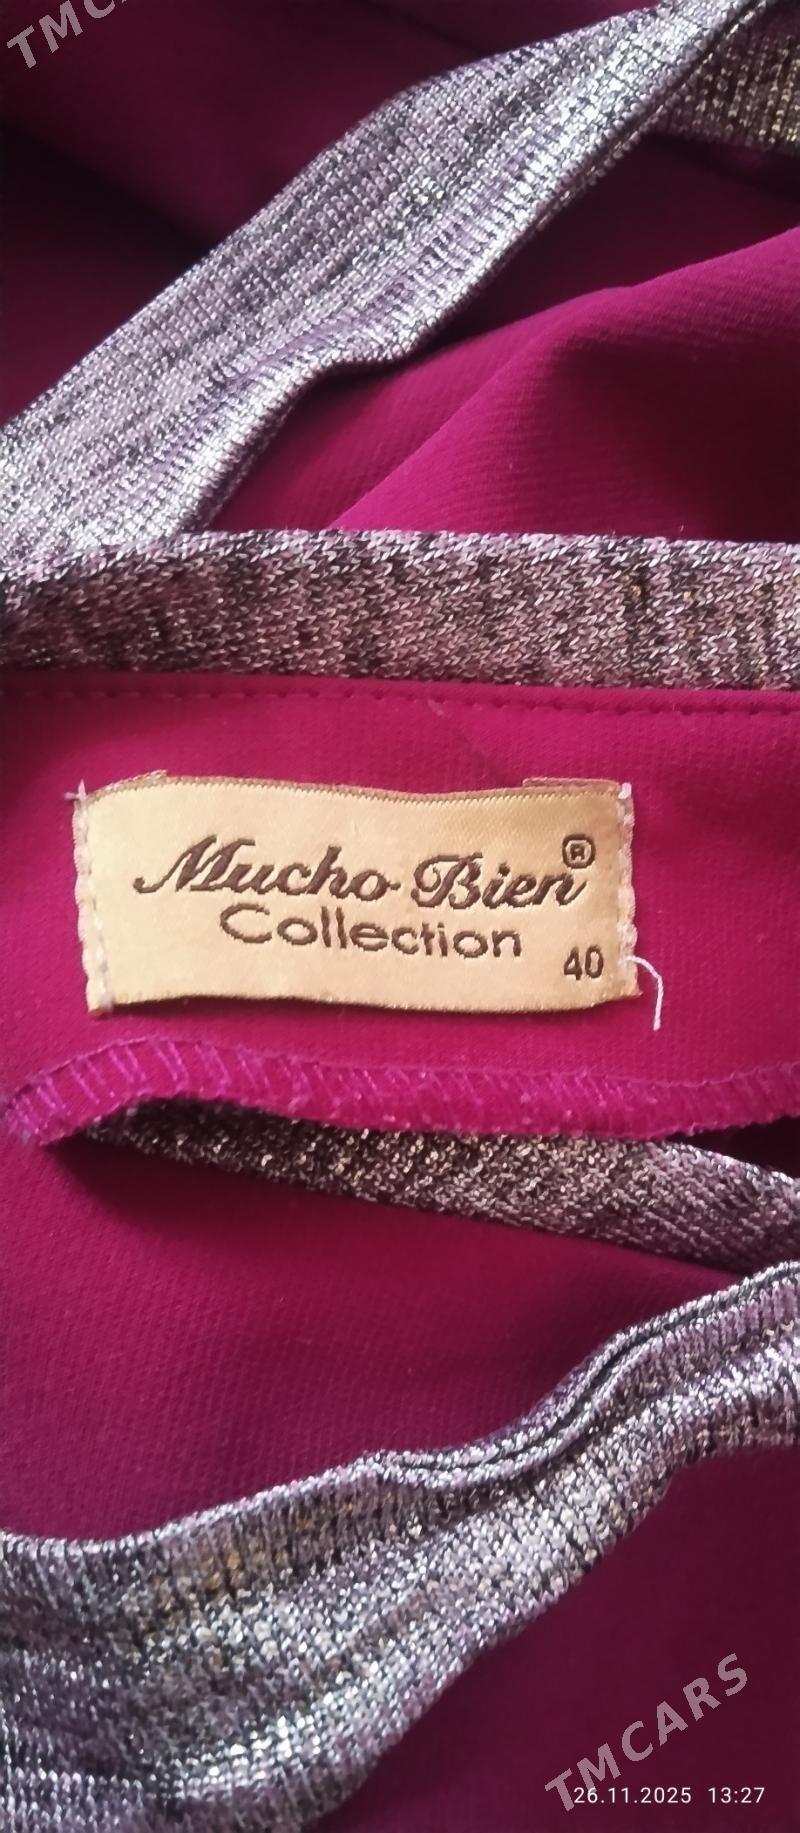 TMC
Mucho Bien ®
Collection
40
TMCARS
26.11.2025 13:27